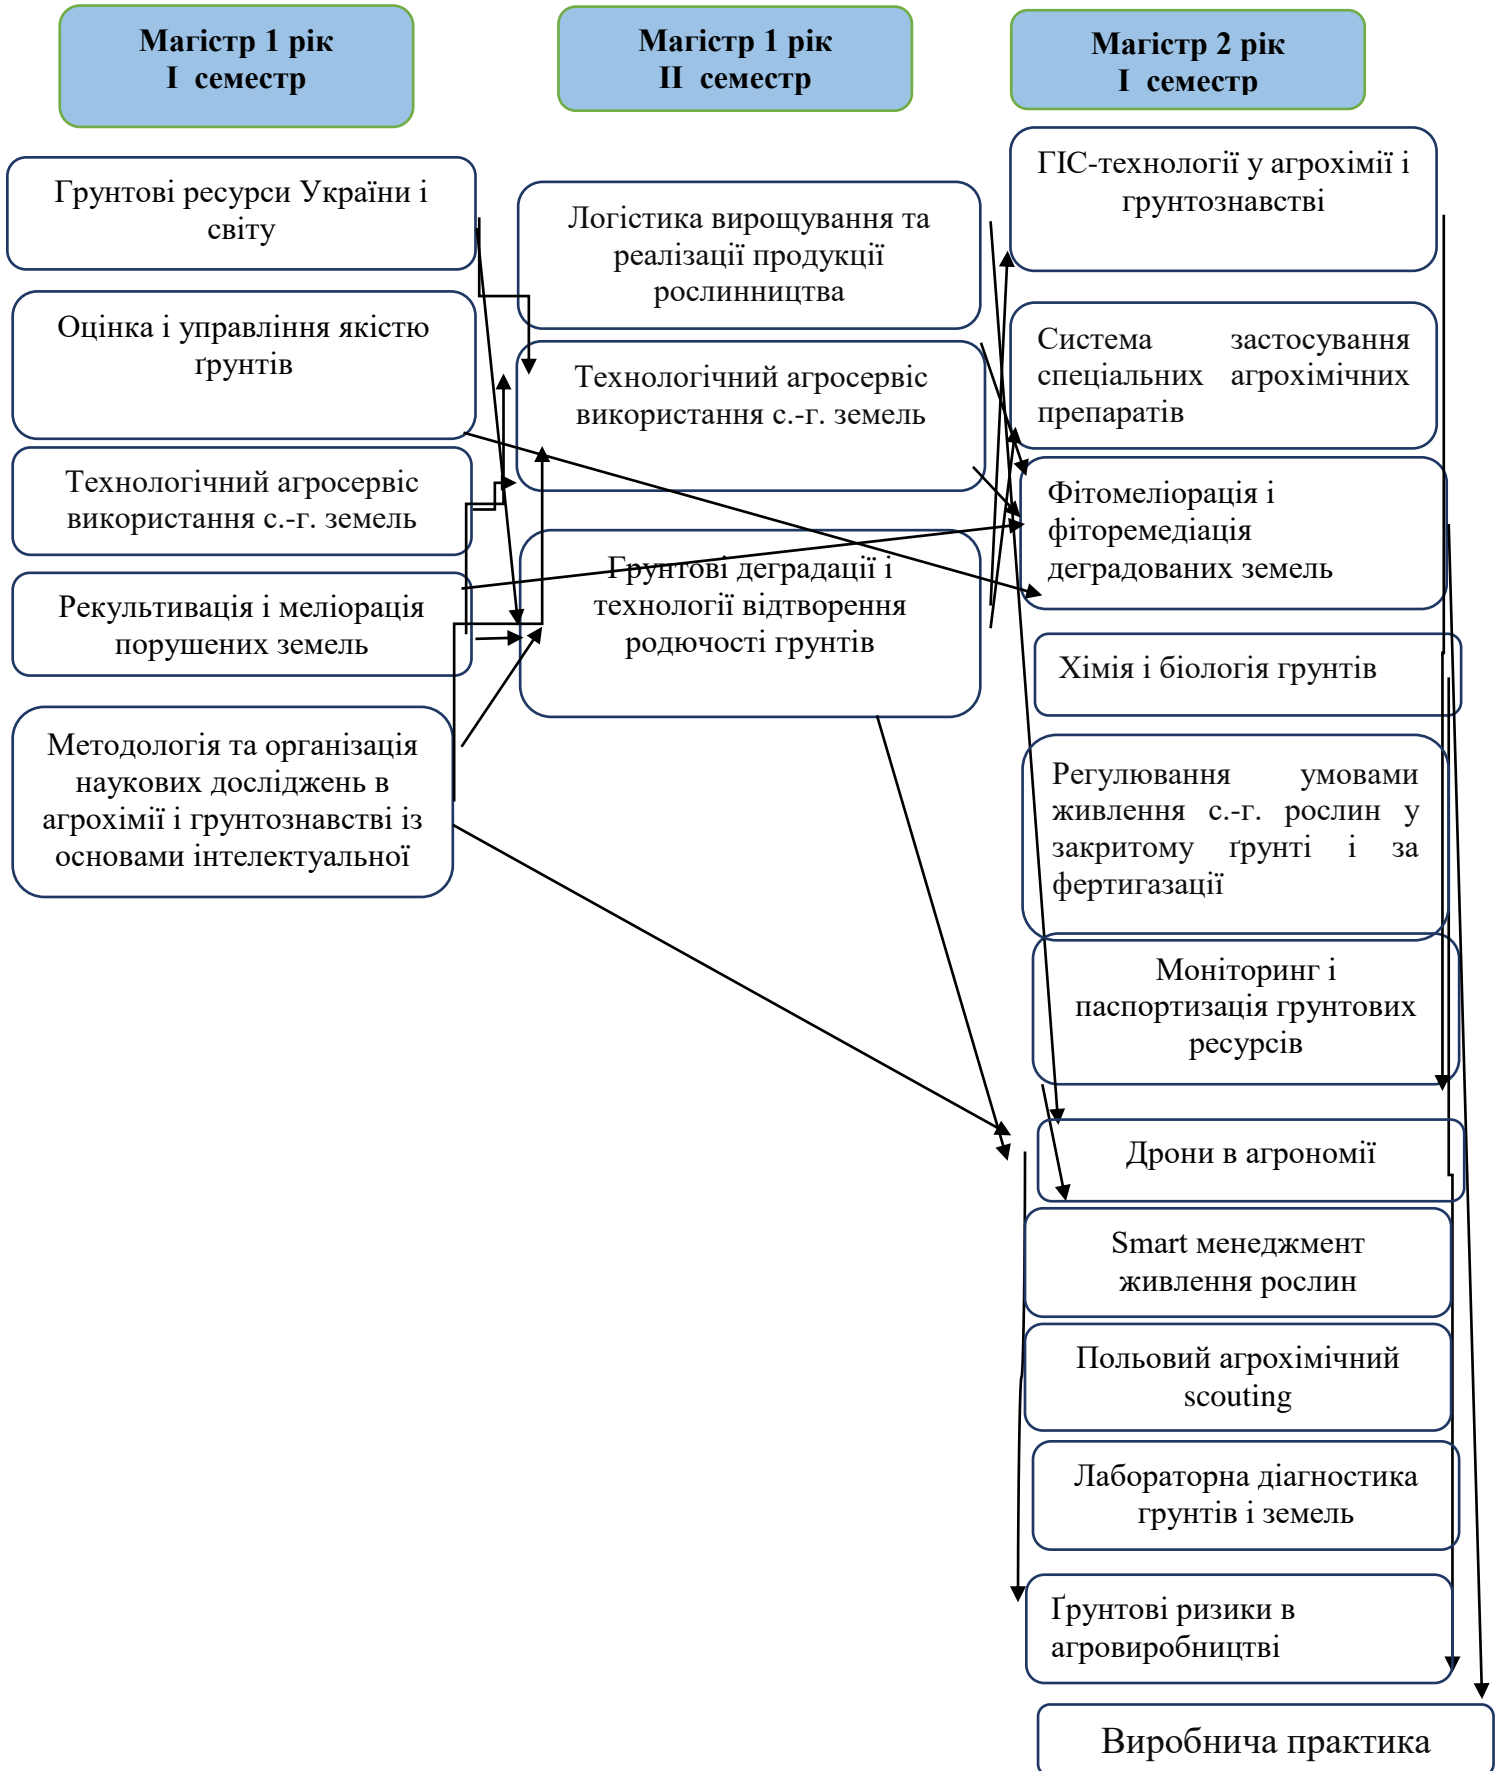 Магістр 1 рік
І семестр
Магістр 1 рік
ІІ семестр
Магістр 2 рік
І семестр
Грунтові ресурси України і
світу
Оцінка і управління якістю
ґрунтів
Технологічний агросервіс
використання с.-г. земель
Рекультивація і меліорація
порушених земель
Методологія та організація
наукових досліджень в
агрохімії і грунтознавстві із
основами інтелектуальної
Логістика вирощування та
реалізації продукції
рослинництва
Технологічний агросервіс
використання с.-г. земель
Грунтові деградації і
технології відтворення
родючості грунтів
ГІС-технології у агрохімії і
грунтознавстві
Система застосування
спеціальних агрохімічних
препаратів
Фітомеліорація і
фіторемедіація
деградованих земель
Хімія і біологія грунтів
Регулювання умовами
живлення с.-г. рослин у
закритому ґрунті і за
фертигазації
Моніторинг і
паспортизація грунтових
ресурсів
Дрони в агрономії
Smart менеджмент
живлення рослин
Польовий агрохімічний
scouting
Лабораторна діагностика
грунтів і земель
Ґрунтові ризики в
агровиробництві
Виробнича практика